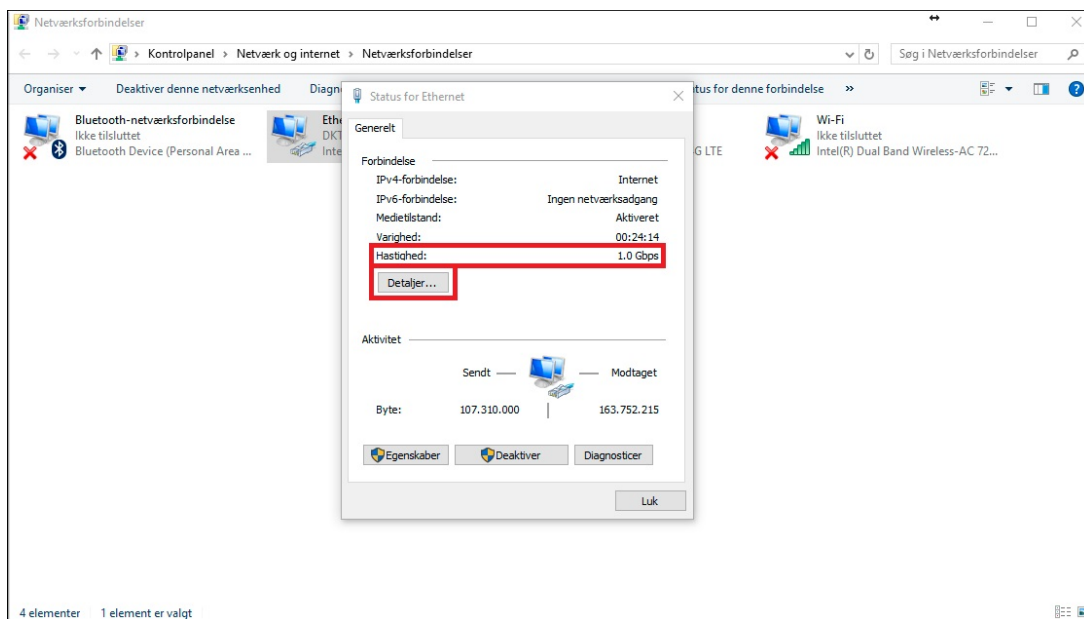 Netværksforbindelser
Kontrolpanel > Netværk og internet > Netværksforbindelser
Søg i Netværksforbindelser
Organiser
Deaktiver denne netværksenhed
Diagn
tus for denne forbindelse
»
Bluetooth-netværksforbindelse
Ikke tilsluttet
Bluetooth Device (Personal Area ...
Ethe
DKT
Inte
G LTE
Wi-Fi
Ikke tilsluttet
Intel(R) Dual Band Wireless-AC 72...
Status for Ethernet
Generelt
Forbindelse
IPv4-forbindelse: Internet
IPv6-forbindelse: Ingen netværksadgang
Medietilstand: Aktiveret
Varighed: 00:24:14
Hastighed: 1.0 Gbps
Detaljer...
Aktivitet
Sendt — — Modtaget
Byte: 107.310.000 | 163.752.215
Egenskaber
Deaktiver
Diagnosticer
Luk
4 elementer
1 element er valgt